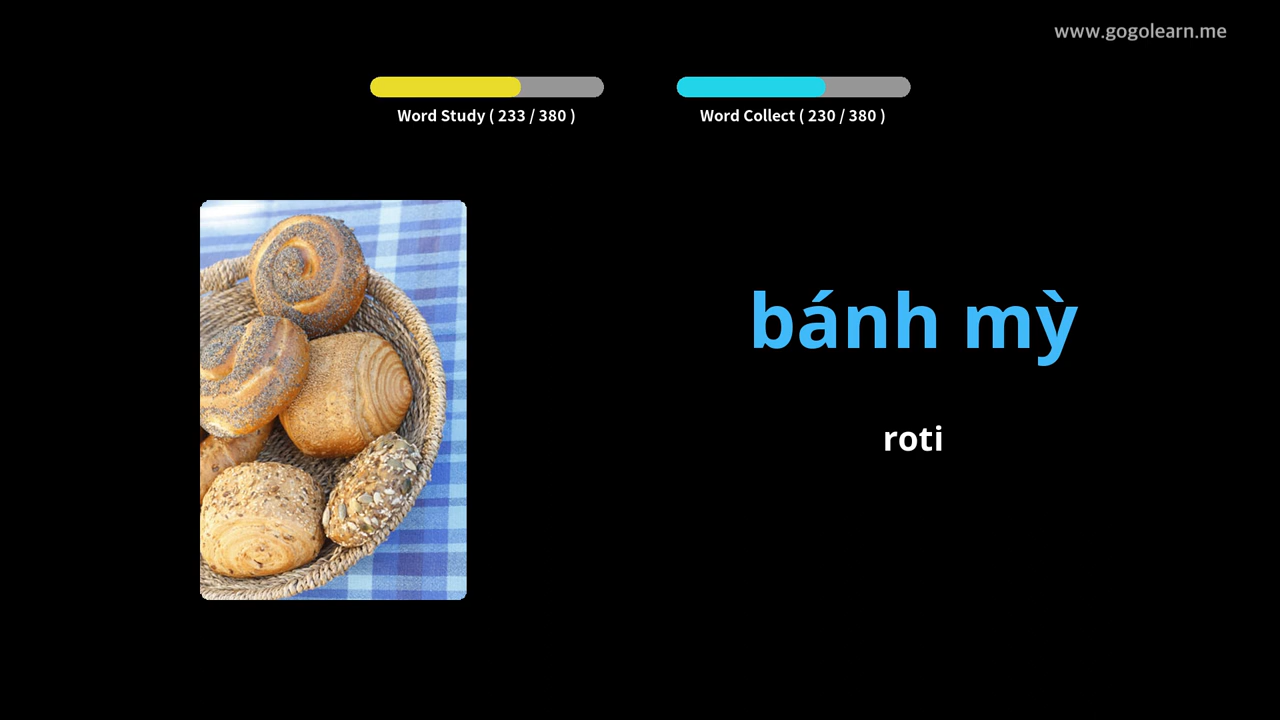 www.gogolearn.me
Word Study ( 233 / 380 )
Word Collect ( 230 / 380 )
bánh mỳ
roti